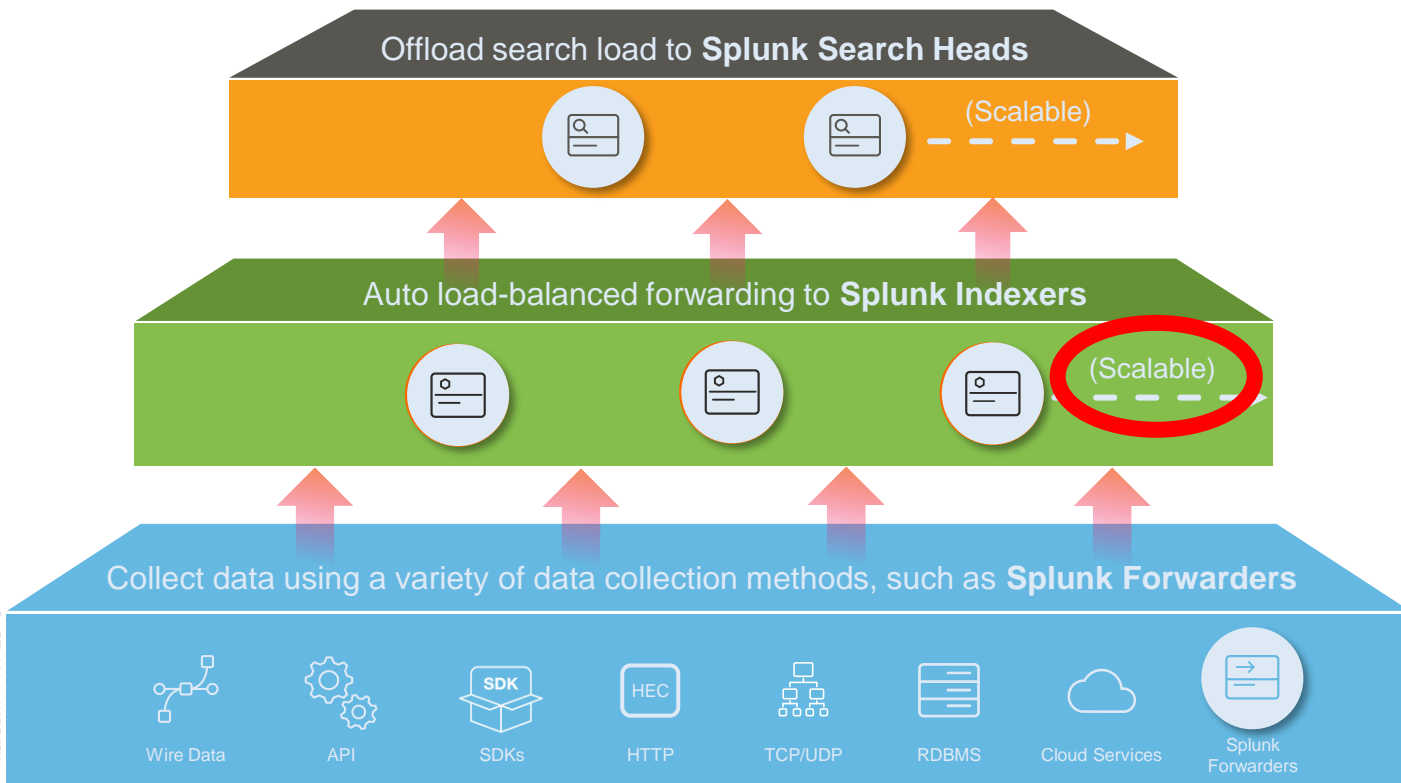 Offload search load to Splunk Search Heads
(Scalable)
Auto load-balanced forwarding to Splunk Indexers
(Scalable)
Collect data using a variety of data collection methods, such as Splunk Forwarders
SDK
HEC
Wire Data
API
SDKs
HTTP
TCP/UDP
RDBMS
Cloud Services
Splunk
Forwarders